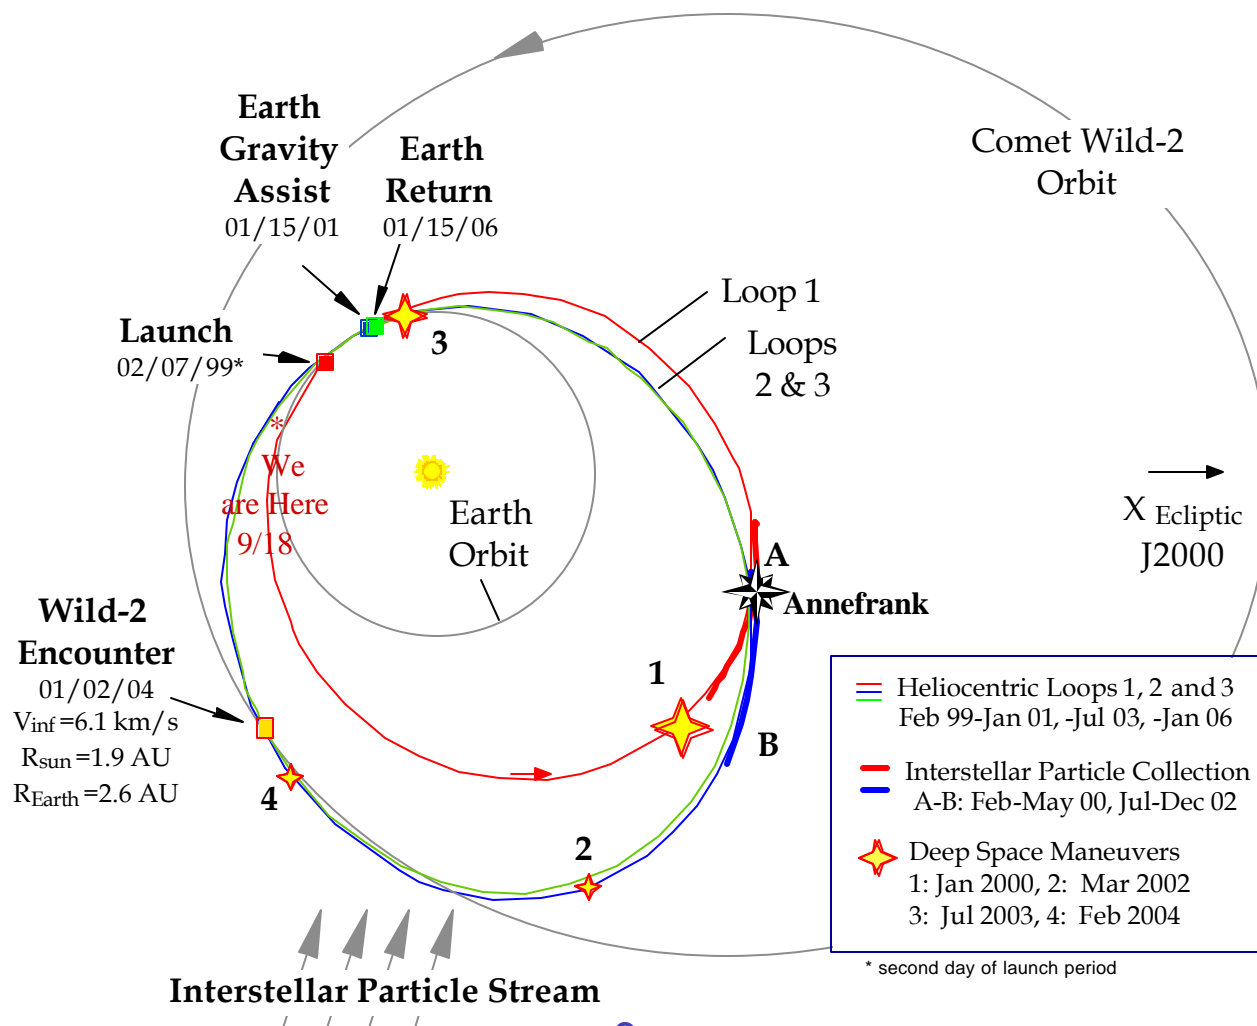 Earth
Gravity
Assist
01/15/01
Earth
Return
01/15/06
Comet Wild-2
Orbit
Launch
02/07/99*
3
Loop 1
Loops
2 & 3
*
We
are Here
9/18
Earth
Orbit
X Ecliptic
J2000
A
Annefrank
Wild-2
Encounter
01/02/04
Vinf =6.1 km/s
Rsun =1.9 AU
REarth =2.6 AU
1
B
4
2
Heliocentric Loops 1, 2 and 3
Feb 99-Jan 01, -Jul 03, -Jan 06
Interstellar Particle Collection
A-B: Feb-May 00, Jul-Dec 02
Deep Space Maneuvers
1: Jan 2000, 2: Mar 2002
3: Jul 2003, 4: Feb 2004
* second day of launch period
Interstellar Particle Stream